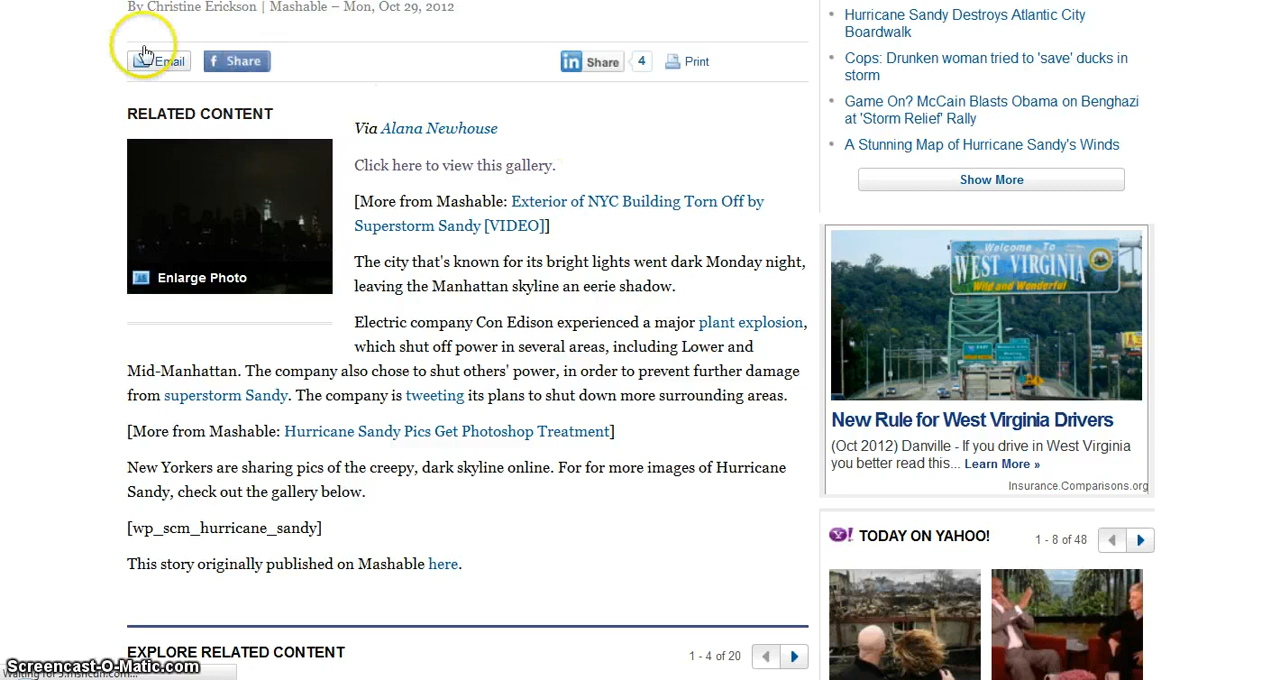 By Christine Erickson | Mashable – Mon, Oct 29, 2012
Email
f Share
in Share
4
Print
RELATED CONTENT
Enlarge Photo
Via Alana Newhouse
Click here to view this gallery.
[More from Mashable: Exterior of NYC Building Torn Off by
Superstorm Sandy [VIDEO]]
The city that's known for its bright lights went dark Monday night,
leaving the Manhattan skyline an eerie shadow.
Electric company Con Edison experienced a major plant explosion,
which shut off power in several areas, including Lower and
Mid-Manhattan. The company also chose to shut others' power, in order to prevent further damage
from superstorm Sandy. The company is tweeting its plans to shut down more surrounding areas.
[More from Mashable: Hurricane Sandy Pics Get Photoshop Treatment]
New Yorkers are sharing pics of the creepy, dark skyline online. For for more images of Hurricane
Sandy, check out the gallery below.
[wp_scm_hurricane_sandy]
This story originally published on Mashable here.
EXPLORE RELATED CONTENT
1 - 4 of 20
Screencast-O-Matic.com
Hurricane Sandy Destroys Atlantic City
Boardwalk
Cops: Drunken woman tried to 'save' ducks in
storm
Game On? McCain Blasts Obama on Benghazi
at 'Storm Relief' Rally
A Stunning Map of Hurricane Sandy's Winds
Show More
Welcome To
WEST VIRGINIA
Wild and Wonderful
New Rule for West Virginia Drivers
(Oct 2012) Danville - If you drive in West Virginia
you better read this... Learn More »
Insurance.Comparisons.org
Y! TODAY ON YAHOO!
1 - 8 of 48